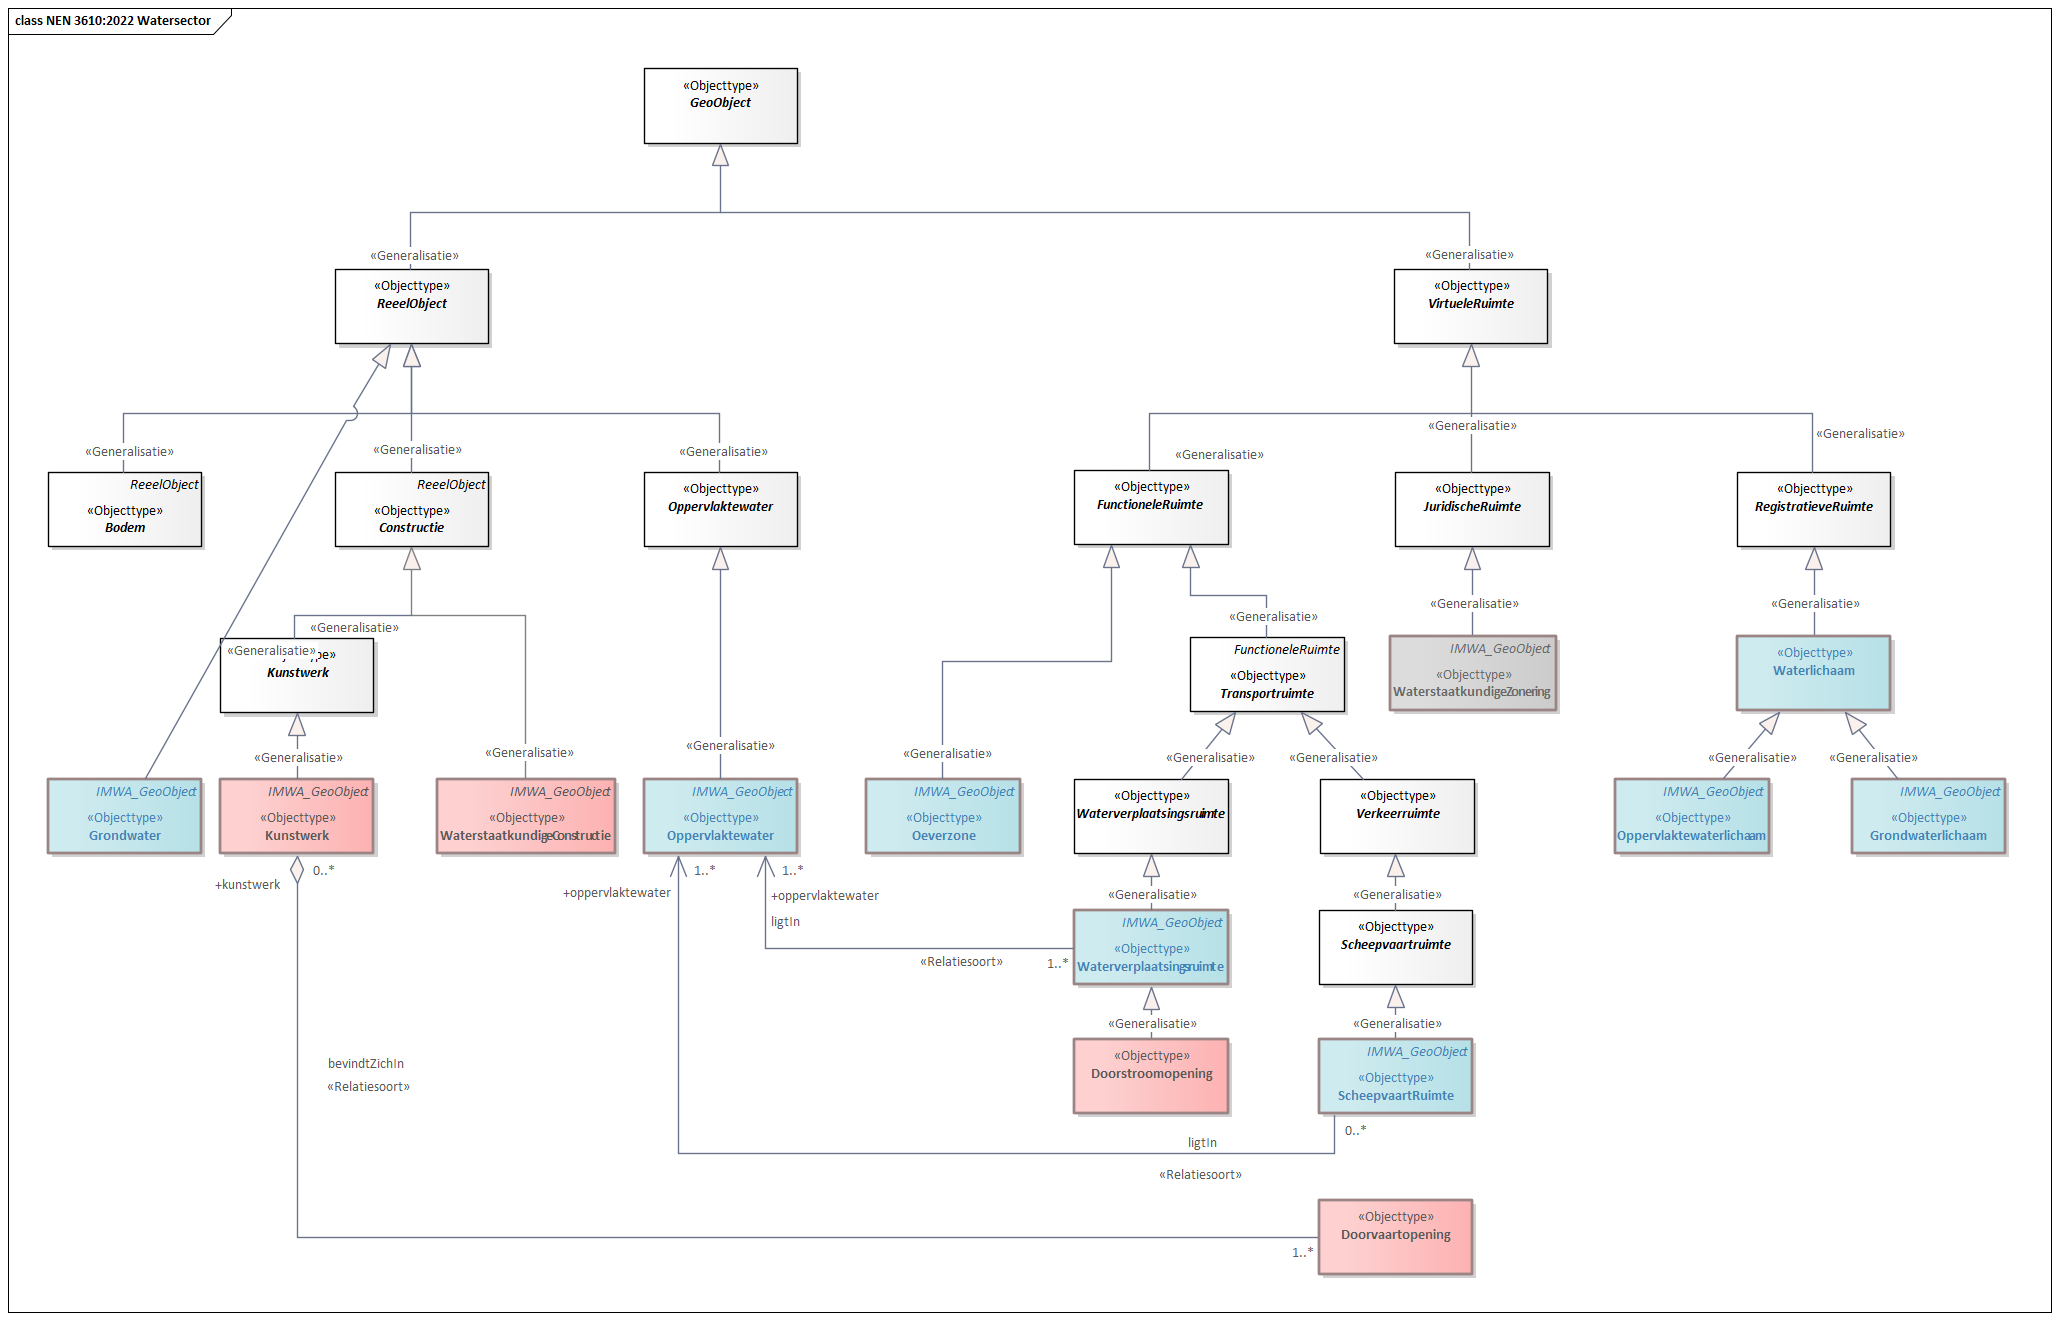 class NEN 3610:2022 Watersector
«Objecttype»
GeoObject
«Generalisatie»
«Generalisatie»
«Objecttype»
ReeelObject
«Objecttype»
VirtueleRuimte
«Generalisatie»
«Generalisatie»
«Generalisatie»
«Generalisatie»
«Generalisatie»
«Generalisatie»
ReeelObject
«Objecttype»
Bodem
ReeelObject
«Objecttype»
Constructie
«Objecttype»
Oppervlaktewater
«Objecttype»
FunctioneleRuimte
«Objecttype»
JuridischeRuimte
«Objecttype»
RegistratieveRuimte
«Generalisatie»
«Generalisatie»
«Generalisatie»
«Generalisatie»
«Generalisatie»
Kunstwerk
FunctioneleRuimte
«Objecttype»
Transportruimte
IMWA_GeoObject
«Objecttype»
WaterstaatkundigeZonering
«Objecttype»
Waterlichaam
«Generalisatie»
«Generalisatie»
«Generalisatie»
«Generalisatie»
«Generalisatie»
«Generalisatie»
«Generalisatie»
«Generalisatie»
IMWA_GeoObject
«Objecttype»
Grondwater
IMWA_GeoObject
«Objecttype»
Kunstwerk
IMWA_GeoObject
«Objecttype»
WaterstaatkundigeConstructie
IMWA_GeoObject
«Objecttype»
Oppervlaktewater
IMWA_GeoObject
«Objecttype»
Oeverzone
«Objecttype»
Waterverplaatsingsruimte
«Objecttype»
Verkeerruimte
IMWA_GeoObject
«Objecttype»
Oppervlaktewaterlichaam
IMWA_GeoObject
«Objecttype»
Grondwaterlichaam
0..*
+kunstwerk
1..*
+oppervlaktewater
1..*
+oppervlaktewater
ligtIn
«Generalisatie»
«Generalisatie»
IMWA_GeoObject
«Objecttype»
Waterverplaatsingsruimte
«Objecttype»
Scheepvaartruimte
«Relatiesoort»
1..*
«Generalisatie»
«Generalisatie»
«Objecttype»
Doorstroomopening
IMWA_GeoObject
«Objecttype»
ScheepvaartRuimte
bevindtZichIn
«Relatiesoort»
0..*
ligtIn
«Relatiesoort»
«Objecttype»
Doorvaartopening
1..*